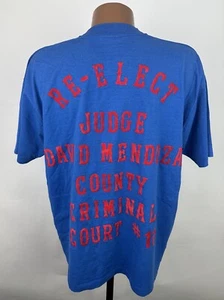 RE-ELECT
JUDGE
DAVID MENDOZA
COUNTY
CRIMINAL
COURT